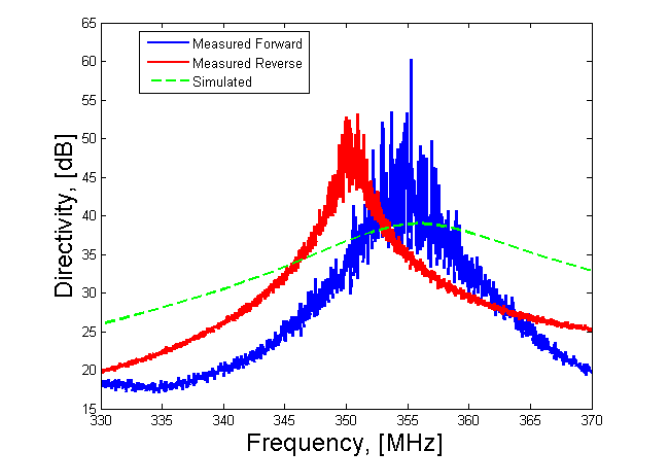 65
60
55
50
45
40
35
30
25
20
15
Directivity, [dB]
Measured Forward
Measured Reverse
Simulated
330 335 340 345 350 355 360 365 370
Frequency, [MHz]